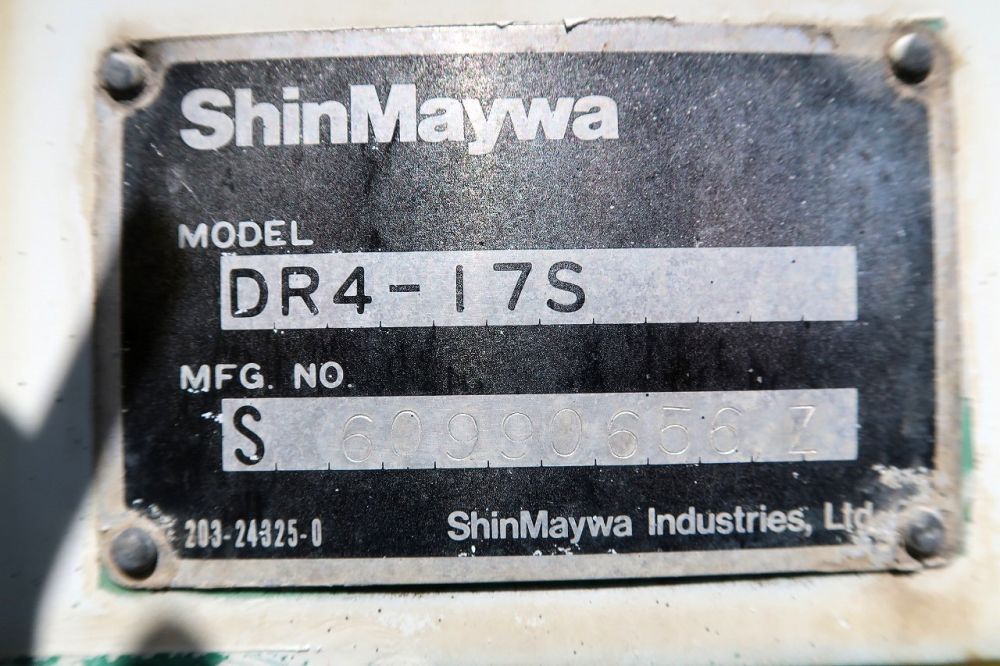 ShinMaywa
MODEL
DR4-17S
MFG. NO.
S 60990656 Z
203-24325-0 ShinMaywa Industries, Ltd.